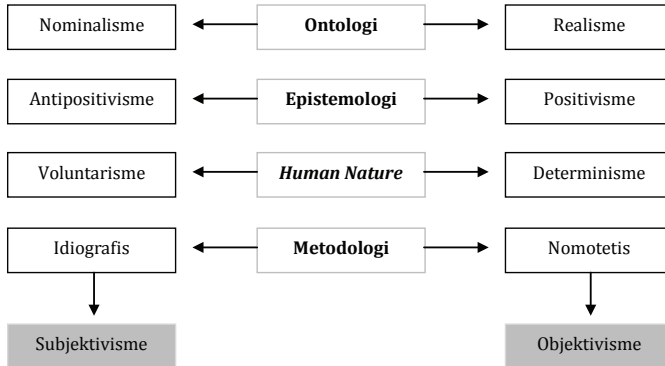 Nominalisme
Ontologi
Realisme
Antipositivisme
Epistemologi
Positivisme
Voluntarisme
Human Nature
Determinisme
Idiografis
Metodologi
Nomotetis
Subjektivisme
Objektivisme